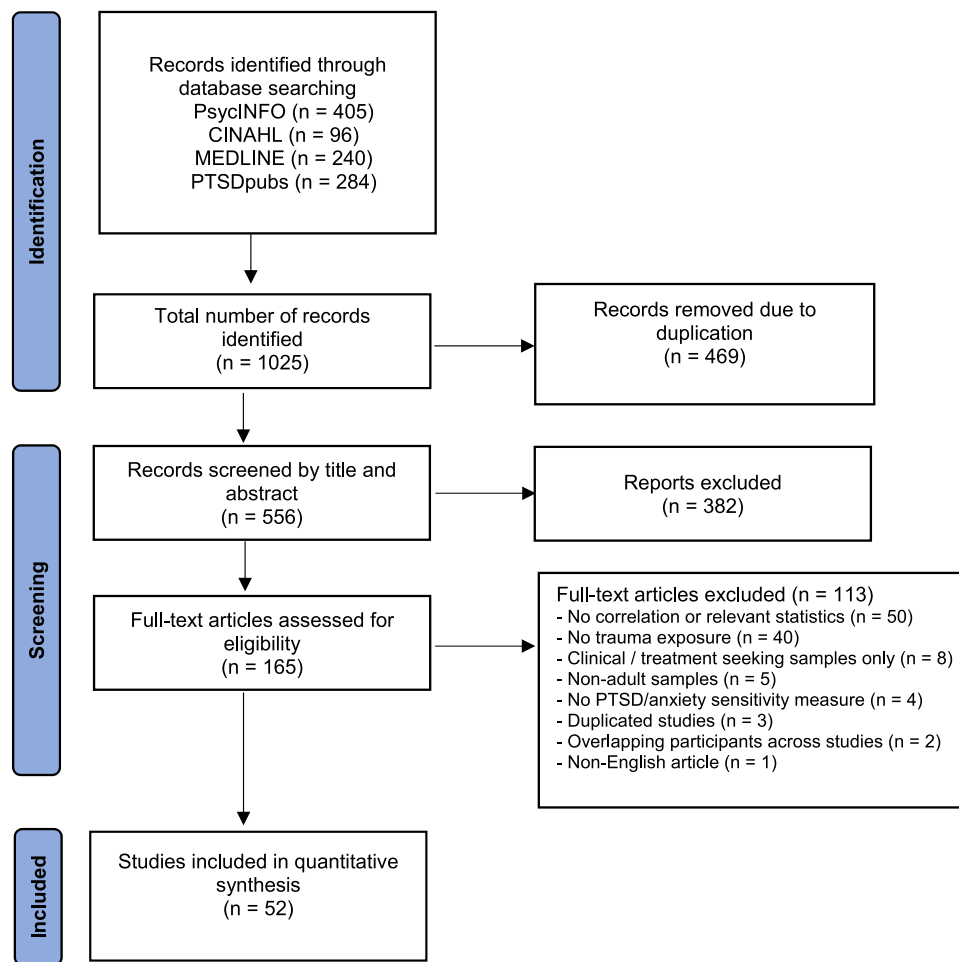 Identification
Records identified through
database searching
PsycINFO (n = 405)
CINAHL (n = 96)
MEDLINE (n = 240)
PTSDpubs (n = 284)
Total number of records
identified
(n = 1025)
Records removed due to
duplication
(n = 469)
Screening
Records screened by title and
abstract
(n = 556)
Reports excluded
(n = 382)
Full-text articles assessed for
eligibility
(n = 165)
Full-text articles excluded (n = 113)
- No correlation or relevant statistics (n = 50)
- No trauma exposure (n = 40)
- Clinical / treatment seeking samples only (n = 8)
- Non-adult samples (n = 5)
- No PTSD/anxiety sensitivity measure (n = 4)
- Duplicated studies (n = 3)
- Overlapping participants across studies (n = 2)
- Non-English article (n = 1)
Included
Studies included in quantitative
synthesis
(n = 52)